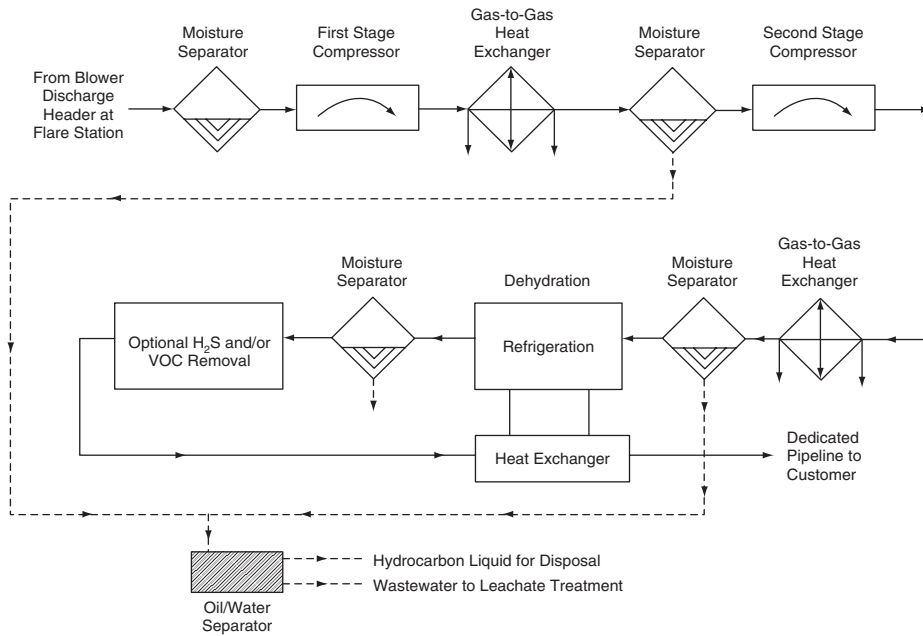 Moisture
Separator
First Stage
Compressor
Gas-to-Gas
Heat
Exchanger
Moisture
Separator
Second Stage
Compressor
From Blower
Discharge
Header at
Flare Station
Gas-to-Gas
Heat
Exchanger
Moisture
Separator
Dehydration
Moisture
Separator
Optional H₂S and/or
VOC Removal
Refrigeration
Heat Exchanger
Dedicated
Pipeline to
Customer
Hydrocarbon Liquid for Disposal
Wastewater to Leachate Treatment
Oil/Water
Separator